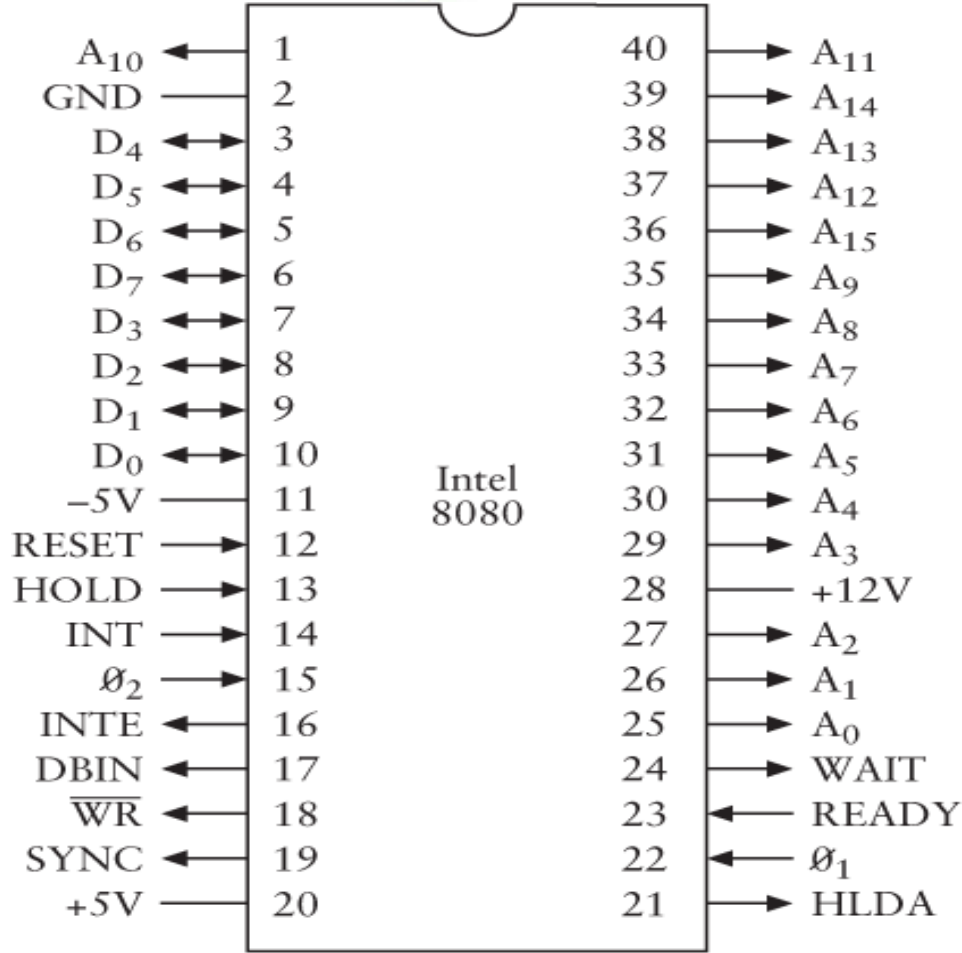 A₁₀ 1 40 A₁₁
GND 2 39 A₁₄
D₄ 3 38 A₁₃
D₅ 4 37 A₁₂
D₆ 5 36 A₁₅
D₇ 6 35 A₉
D₃ 7 34 A₈
D₂ 8 33 A₇
D₁ 9 32 A₆
D₀ 10 31 A₅
Intel
8080
–5V 11 30 A₄
RESET 12 29 A₃
HOLD 13 28 +12V
INT 14 27 A₂
Ø₂ 15 26 A₁
INTE 16 25 A₀
DBIN 17 24 WAIT
W̅R̅ 18 23 READY
SYNC 19 22 Ø₁
+5V 20 21 HLDA